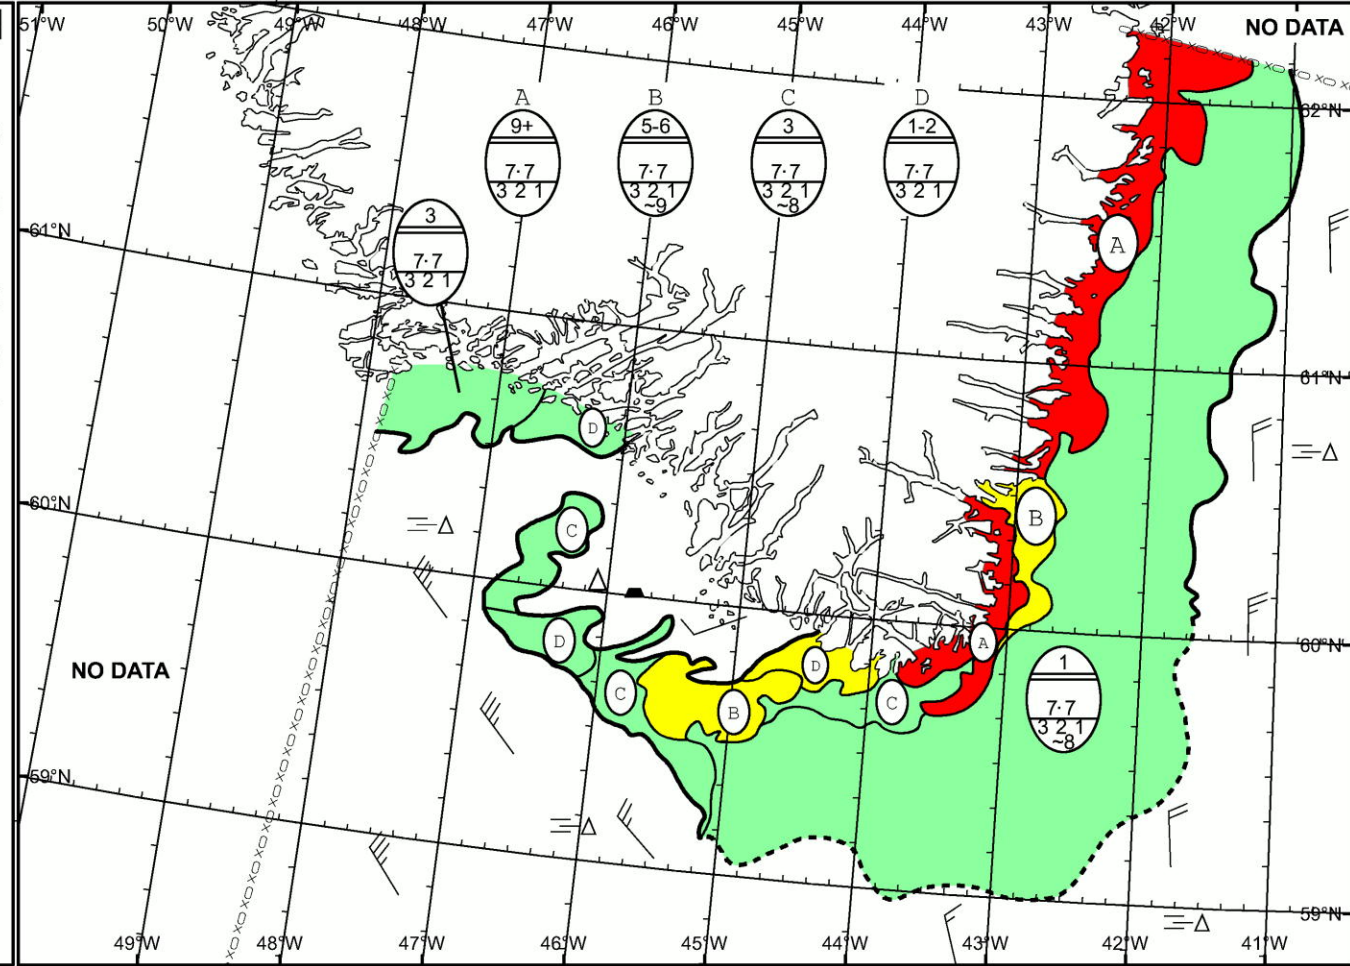 51°W 50°W 49°W 48°W 47°W 46°W 45°W 44°W 43°W 42°W NO DATA
A B C D
9+ 5-6 3 1-2
7·7 7·7 7·7 7·7
3 2 1 3 2 1 3 2 1 3 2 1
~9 ~8
62°N
3
7·7
3 2 1
61°N
A
61°N
D
60°N
B
C
60°N
D
A
D
NO DATA
C
C
B
1
7·7
3 2 1
~8
59°N
59°N
49°W 48°W 47°W 46°W 45°W 44°W 43°W 42°W 41°W